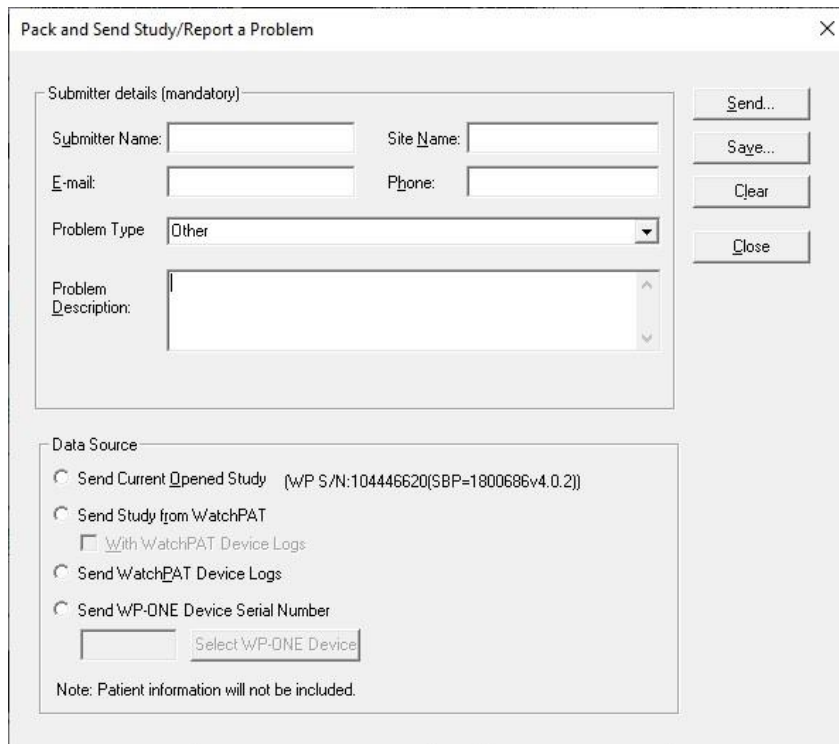 Pack and Send Study/Report a Problem
Submitter details (mandatory)
Submitter Name: Site Name:
E-mail: Phone:
Problem Type Other
Problem
Description:
Send...
Save...
Clear
Close
Data Source
Send Current Opened Study (WP S/N:104446620(SBP=1800686v4.0.2))
Send Study from WatchPAT
With WatchPAT Device Logs
Send WatchPAT Device Logs
Send WP-ONE Device Serial Number
Select WP-ONE Device
Note: Patient information will not be included.